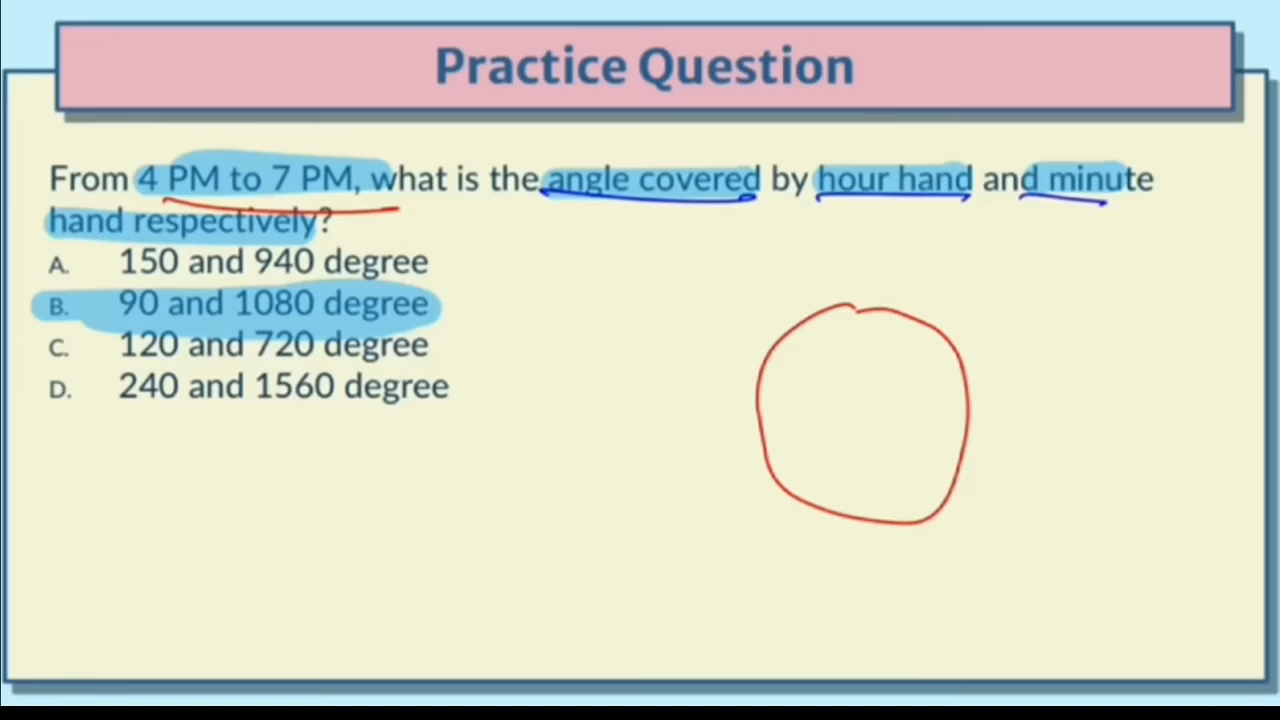 Practice Question
From 4 PM to 7 PM, what is the angle covered by hour hand and minute
hand respectively?
A. 150 and 940 degree
B. 90 and 1080 degree
C. 120 and 720 degree
D. 240 and 1560 degree